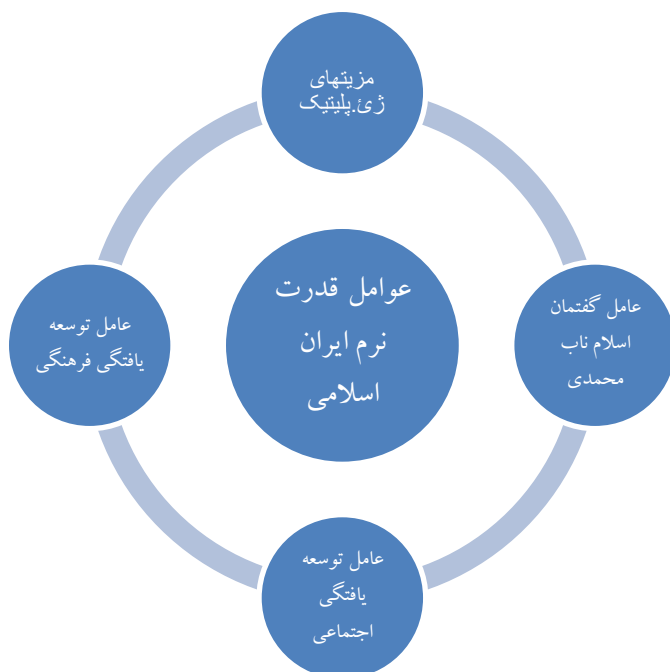 مزیتهای
ژئ.پلیتیک
عوامل قدرت
نرم ایران
اسلامی
عامل گفتمان
اسلام ناب
محمدی
عامل توسعه
یافتگی فرهنگی
عامل توسعه
یافتگی
اجتماعی